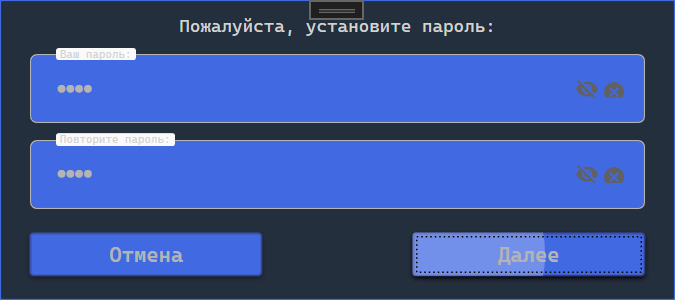 Пожалуйста, установите пароль:
Ваш пароль:
••••
Повторите пароль:
••••
Отмена
Далее